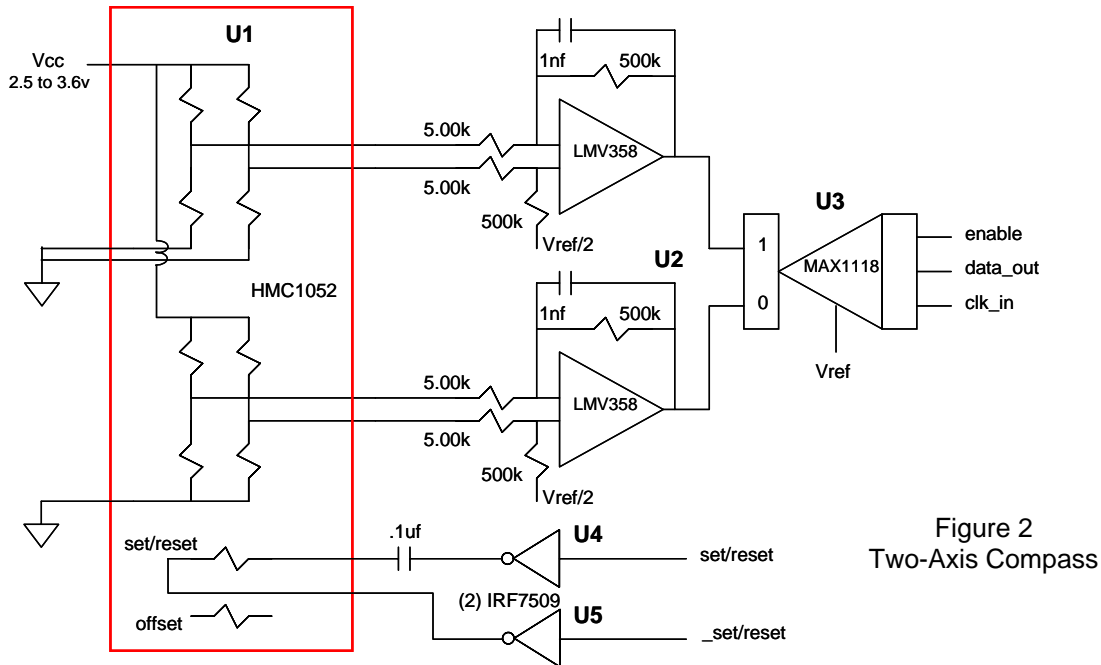 U1
Vcc
2.5 to 3.6v
HMC1052
1nf
500k
5.00k
5.00k
LMV358
500k
Vref/2
U2
1nf
500k
5.00k
5.00k
LMV358
500k
Vref/2
U3
1
0
MAX1118
enable
data_out
clk_in
Vref
set/reset
offset
.1uf
U4
set/reset
(2) IRF7509
U5
_set/reset
Figure 2
Two-Axis Compass